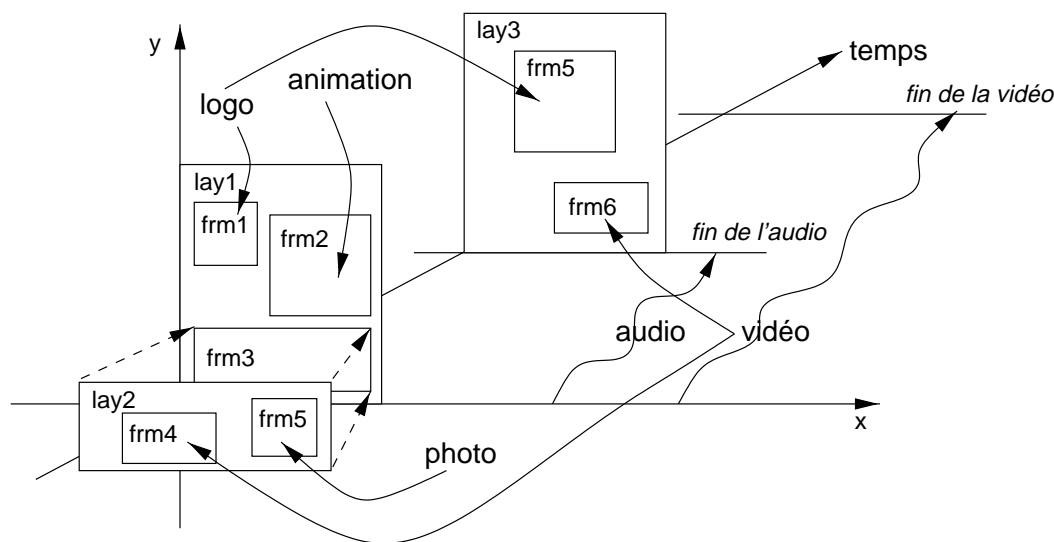 y
lay3
temps
frm5
animation
logo
fin de la vidéo
lay1
frm1
frm2
frm6
fin de l'audio
audio
vidéo
frm3
lay2
frm4
frm5
x
photo